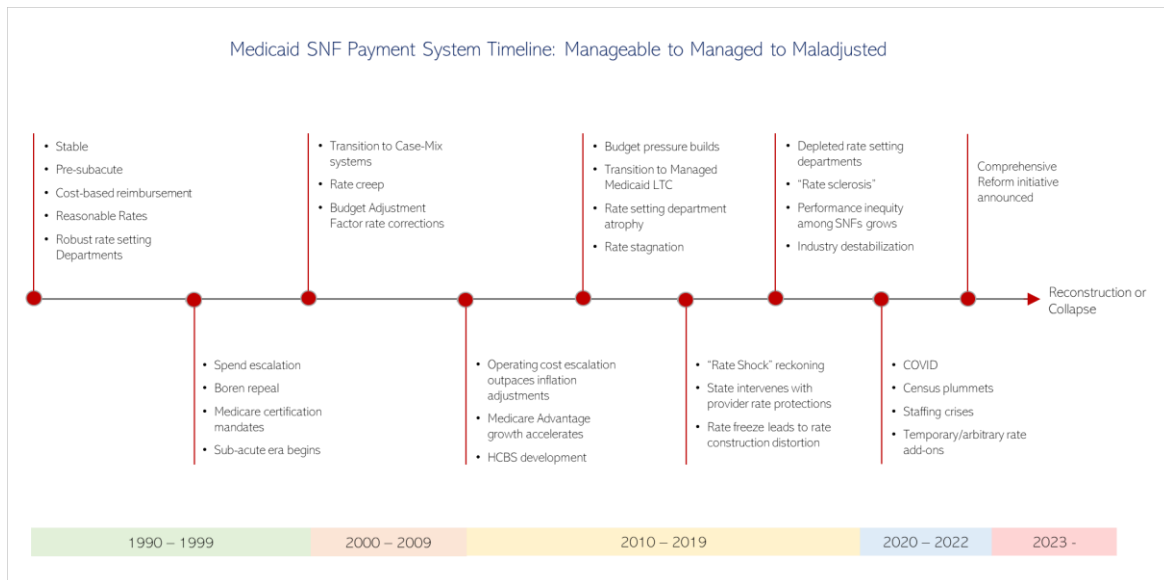 Medicaid SNF Payment System Timeline: Manageable to Managed to Maladjusted
• Stable
• Pre-subacute
• Cost-based reimbursement
• Reasonable Rates
• Robust rate setting
Departments
• Transition to Case-Mix
systems
• Rate creep
• Budget Adjustment
Factor rate corrections
• Budget pressure builds
• Transition to Managed
Medicaid LTC
• Rate setting department
atrophy
• Rate stagnation
• Depleted rate setting
departments
• "Rate sclerosis"
• Performance inequity
among SNFs grows
• Industry destabilization
Comprehensive
Reform initiative
announced
Reconstruction or
Collapse
• Spend escalation
• Boren repeal
• Medicare certification
mandates
• Sub-acute era begins
• Operating cost escalation
outpaces inflation
adjustments
• Medicare Advantage
growth accelerates
• HCBS development
• "Rate Shock" reckoning
• State intervenes with
provider rate protections
• Rate freeze leads to rate
construction distortion
• COVID
• Census plummets
• Staffing crises
• Temporary/arbitrary rate
add-ons
1990 – 1999
2000 – 2009
2010 – 2019
2020 – 2022
2023 -